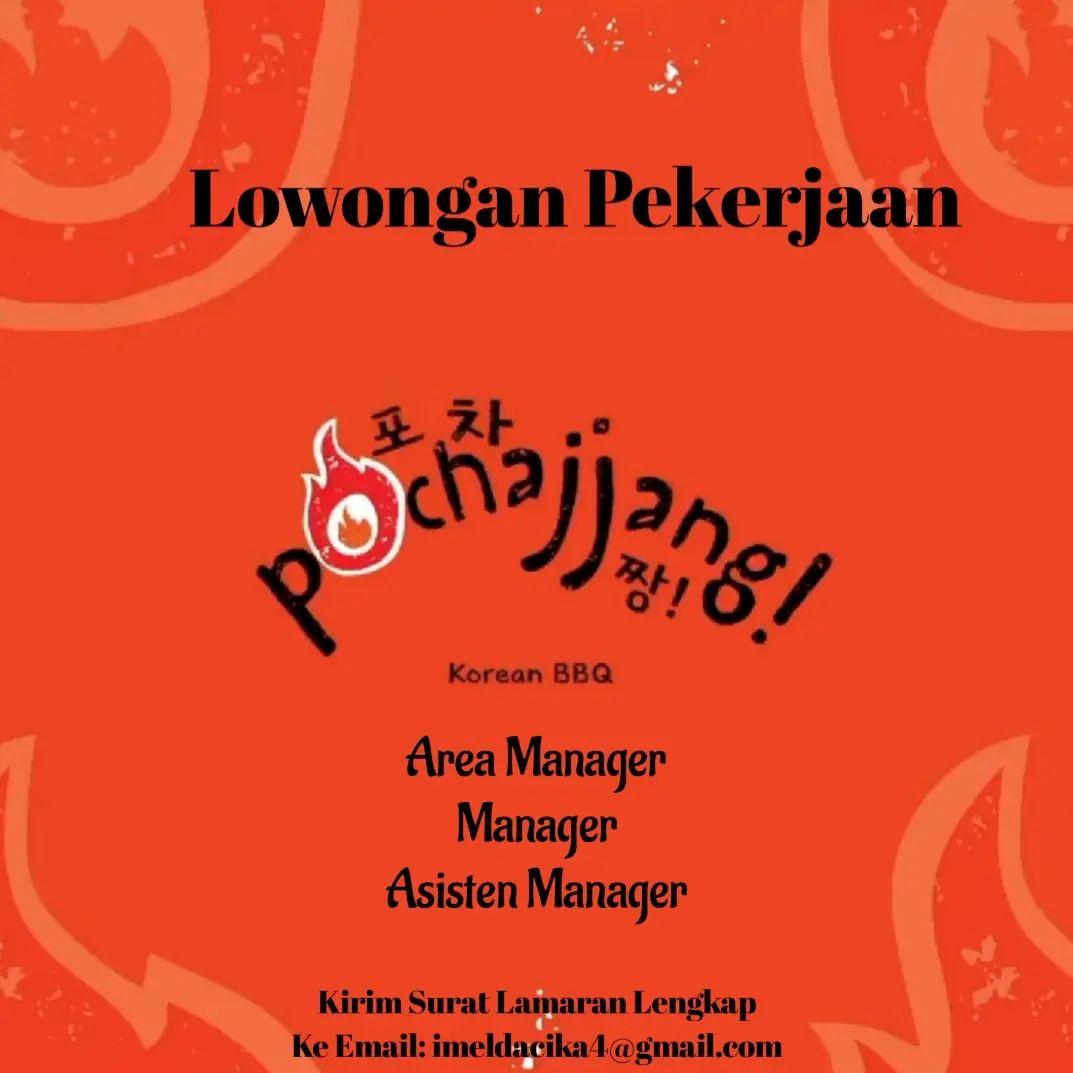 Lowongan Pekerjaan
포차
pochajjang!
짱!
Korean BBQ
Area Manager
Manager
Asisten Manager
Kirim Surat Lamaran Lengkap
Ke Email: imeldacika4@gmail.com